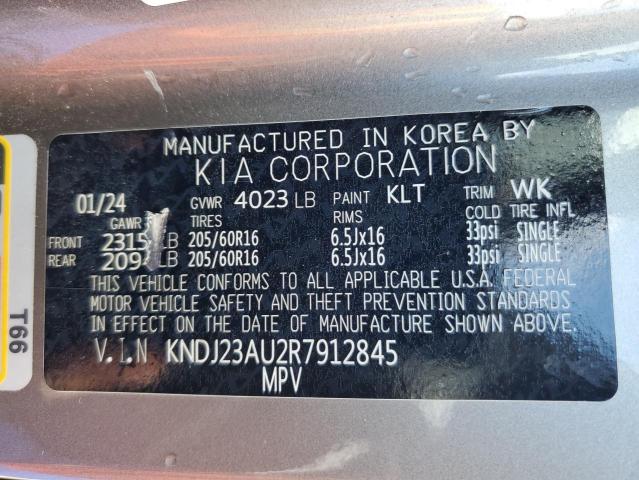 MANUFACTURED IN KOREA BY
KIA CORPORATION
01/24 GVWR 4023 LB PAINT KLT TRIM WK
GAWR TIRES RIMS COLD TIRE INFL
FRONT 2315 LB 205/60R16 6.5Jx16 33psi SINGLE
REAR LB 205/60R16 6.5Jx16 33psi SINGLE
THIS VEHICLE CONFORMS TO ALL APPLICABLE U.S.A. FEDERAL
MOTOR VEHICLE SAFETY AND THEFT PREVENTION STANDARDS
IN EFFECT ON THE DATE OF MANUFACTURE SHOWN ABOVE.
V.I.N KNDJ23AU2R7912845
MPV
T66